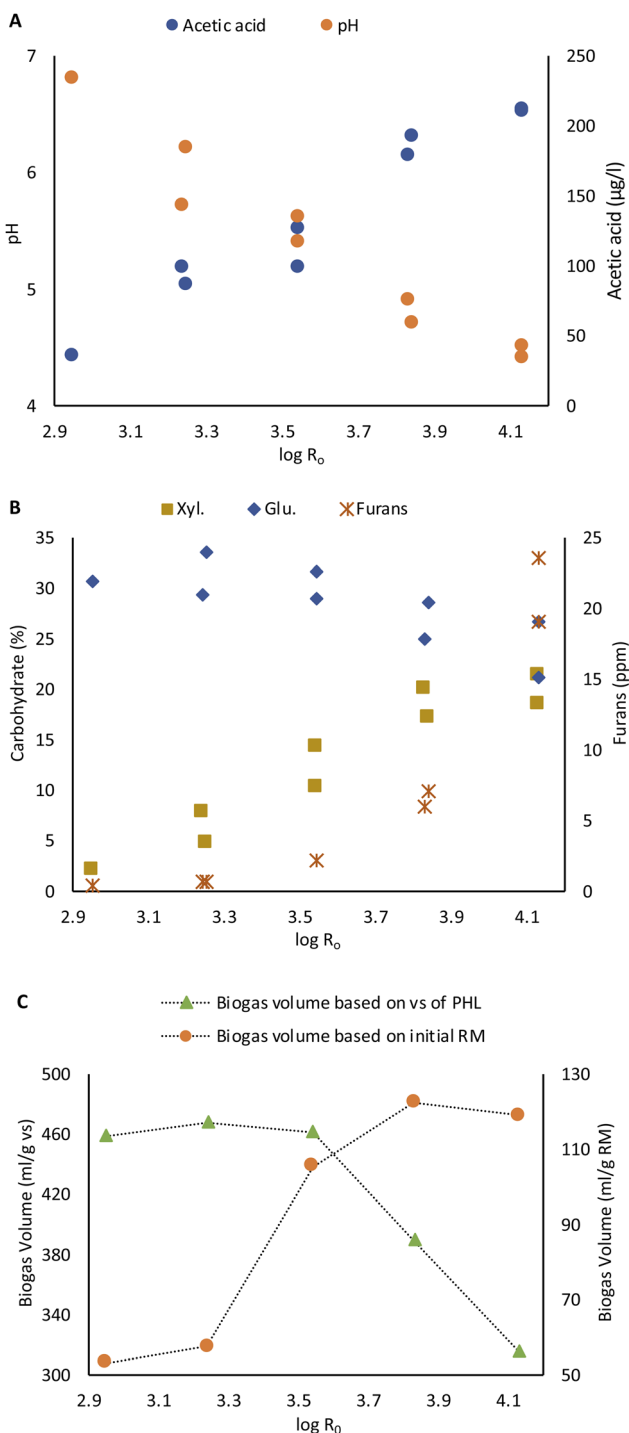 A
Acetic acid
pH
7
6
5
4
pH
250
200
150
100
50
0
Acetic acid (µg/l)
2.9 3.1 3.3 3.5 3.7 3.9 4.1
log Ro
B
Xyl. Glu. Furans
35
30
25
20
15
10
5
0
Carbohydrate (%)
25
20
15
10
5
0
Furans (ppm)
2.9 3.1 3.3 3.5 3.7 3.9 4.1
log Ro
C
Biogas volume based on vs of PHL
Biogas volume based on initial RM
500
460
420
380
340
300
Biogas Volume (ml/g vs)
130
110
90
70
50
Biogas Volume (ml/g RM)
2.9 3.1 3.3 3.5 3.7 3.9 4.1
log R0